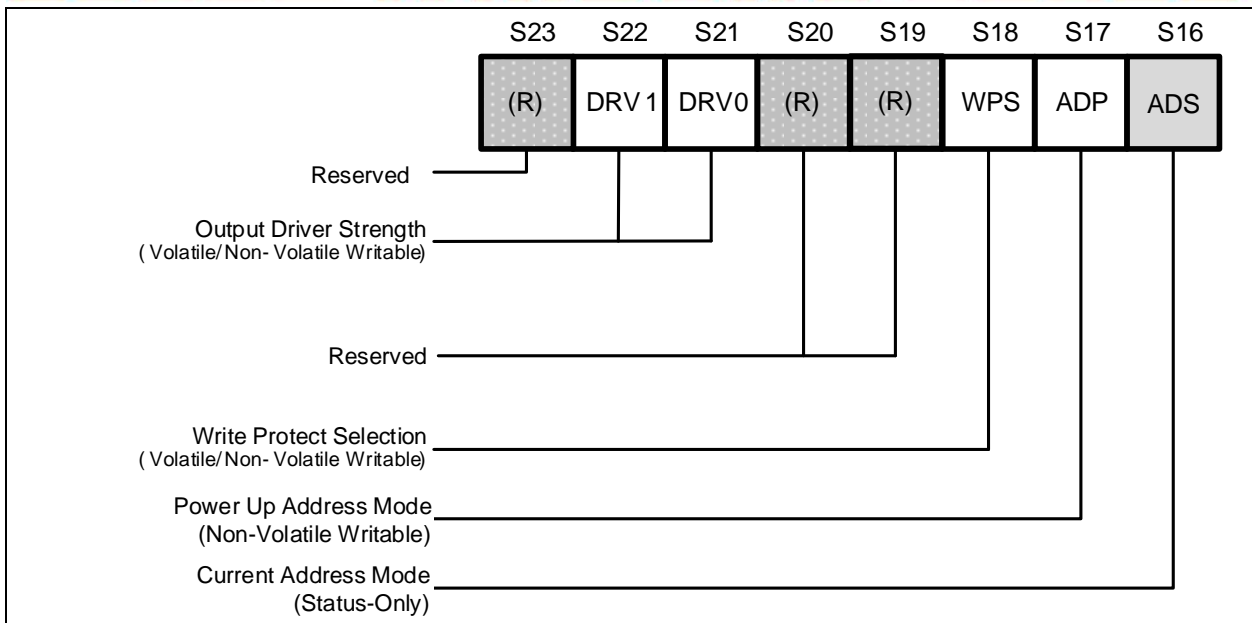 S23 S22 S21 S20 S19 S18 S17 S16
(R) DRV 1 DRV0 (R) (R) WPS ADP ADS
Reserved
Output Driver Strength
( Volatile/ Non- Volatile Writable)
Reserved
Write Protect Selection
( Volatile/ Non- Volatile Writable)
Power Up Address Mode
(Non-Volatile Writable)
Current Address Mode
(Status-Only)